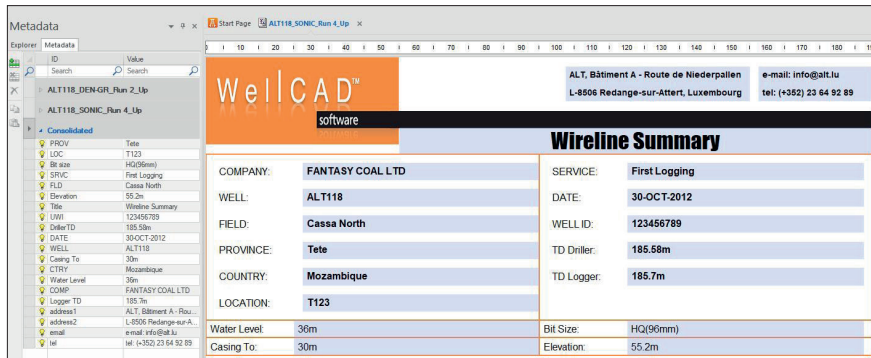 Metadata
Explorer Metadata
ID Value
Search Search
ALT118_DEN-GR_Run 2_Up
ALT118_SONIC_Run 4_Up
Consolidated
PROV Tete
LOC T123
Bit size HQ(96mm)
SRVC First Logging
FLD Cassa North
Elevation 55.2m
Title Wireline Summary
UWI 123456789
DrillerTD 185.58m
DATE 30-OCT-2012
WELL ALT118
Casing To 30m
CTRY Mozambique
Water Level 36m
COMP FANTASY COAL LTD
Logger TD 185.7m
address1 ALT, Bâtiment A - Rou...
address2 L-8506 Redange-sur-A...
email e-mail: info@alt.lu
tel tel: (+352) 23 64 92 89
Start Page ALT118_SONIC_Run 4_Up
10 20 30 40 50 60 70 80 90 100 110 120 130 140 150 160 170 180
WellCAD™
software
ALT, Bâtiment A - Route de Niederpallen e-mail: info@alt.lu
L-8506 Redange-sur-Attert, Luxembourg tel: (+352) 23 64 92 89
Wireline Summary
COMPANY: FANTASY COAL LTD SERVICE: First Logging
WELL: ALT118 DATE: 30-OCT-2012
FIELD: Cassa North WELL ID: 123456789
PROVINCE: Tete TD Driller: 185.58m
COUNTRY: Mozambique TD Logger: 185.7m
LOCATION: T123
Water Level: 36m Bit Size: HQ(96mm)
Casing To: 30m Elevation: 55.2m